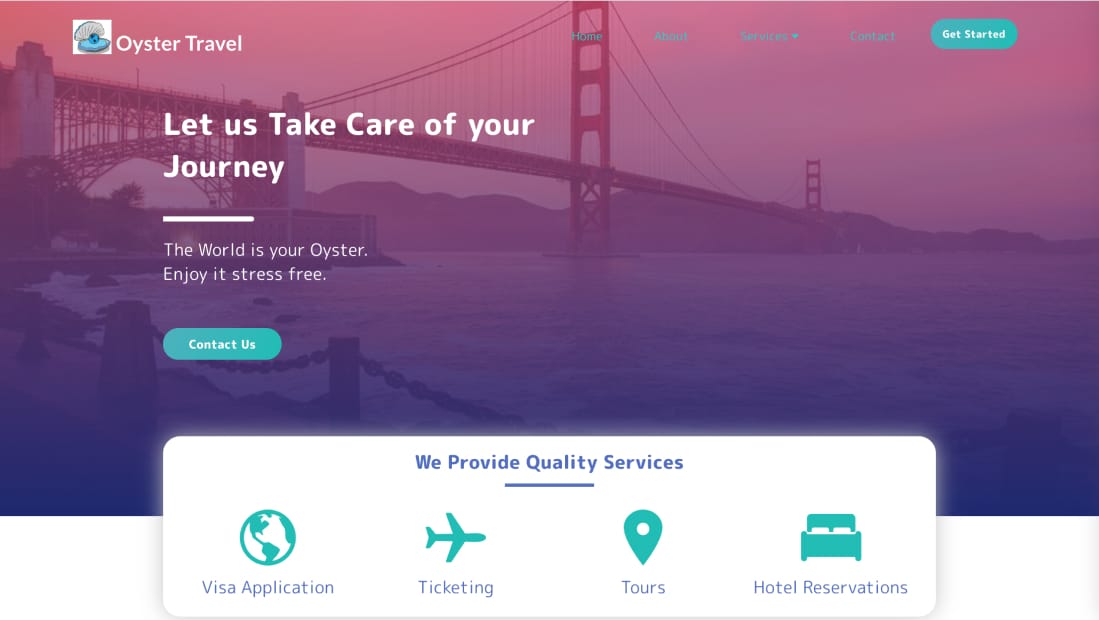 Oyster Travel
Home
About
Services
Contact
Get Started
Let us Take Care of your
Journey
The World is your Oyster.
Enjoy it stress free.
Contact Us
We Provide Quality Services
Visa Application
Ticketing
Tours
Hotel Reservations